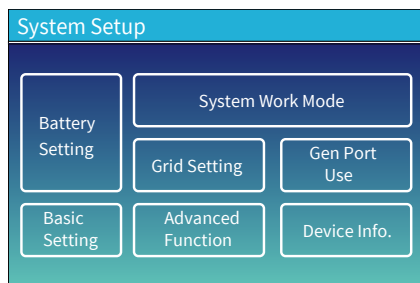 System Setup
Battery
Setting
System Work Mode
Grid Setting
Gen Port
Use
Basic
Setting
Advanced
Function
Device Info.